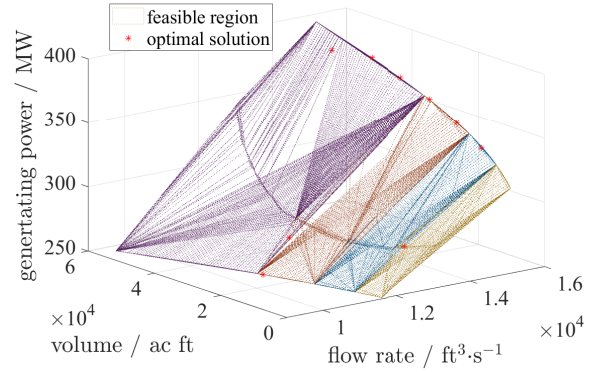 feasible region
optimal solution
genertating power / MW
400
350
300
250
6
4
2
0
×10⁴
volume / ac ft
1
1.2
1.4
1.6
×10⁴
flow rate / ft³·s⁻¹